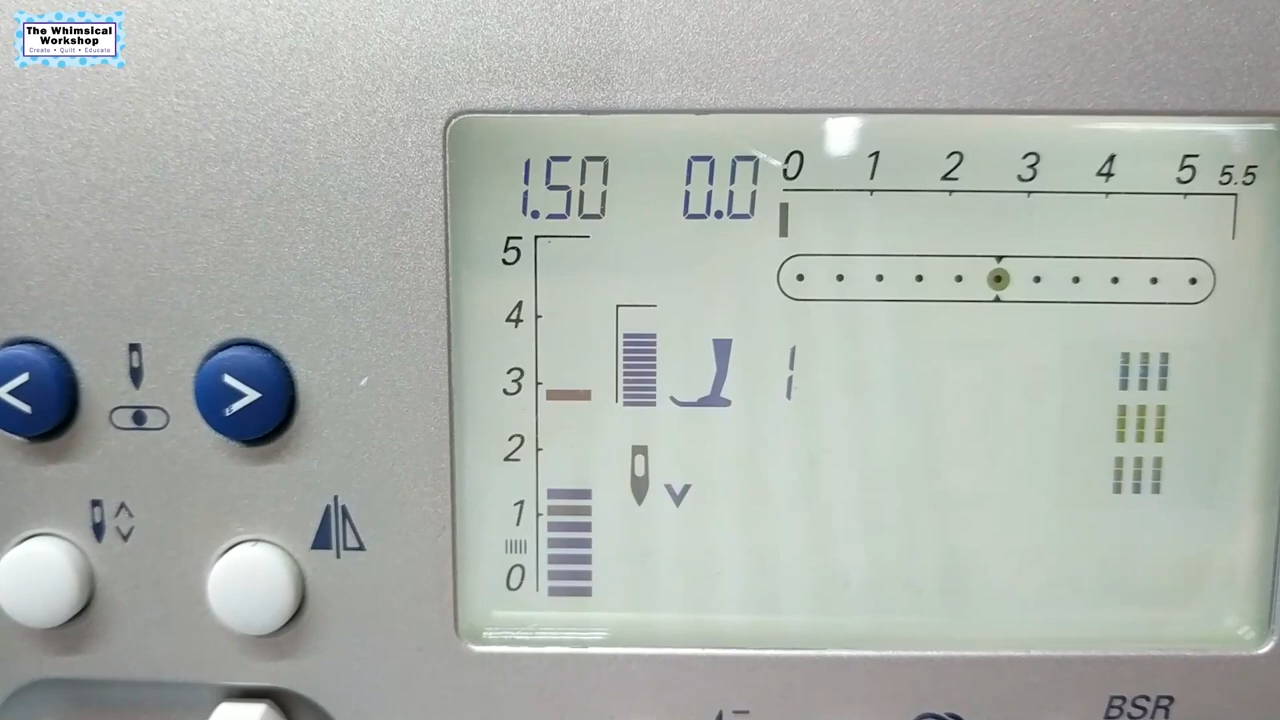 The Whimsical
Workshop
Create • Quilt • Educate
1.50 0.0 0 1 2 3 4 5 5.5
5
4
3
2
1
0
1
< >
BSR